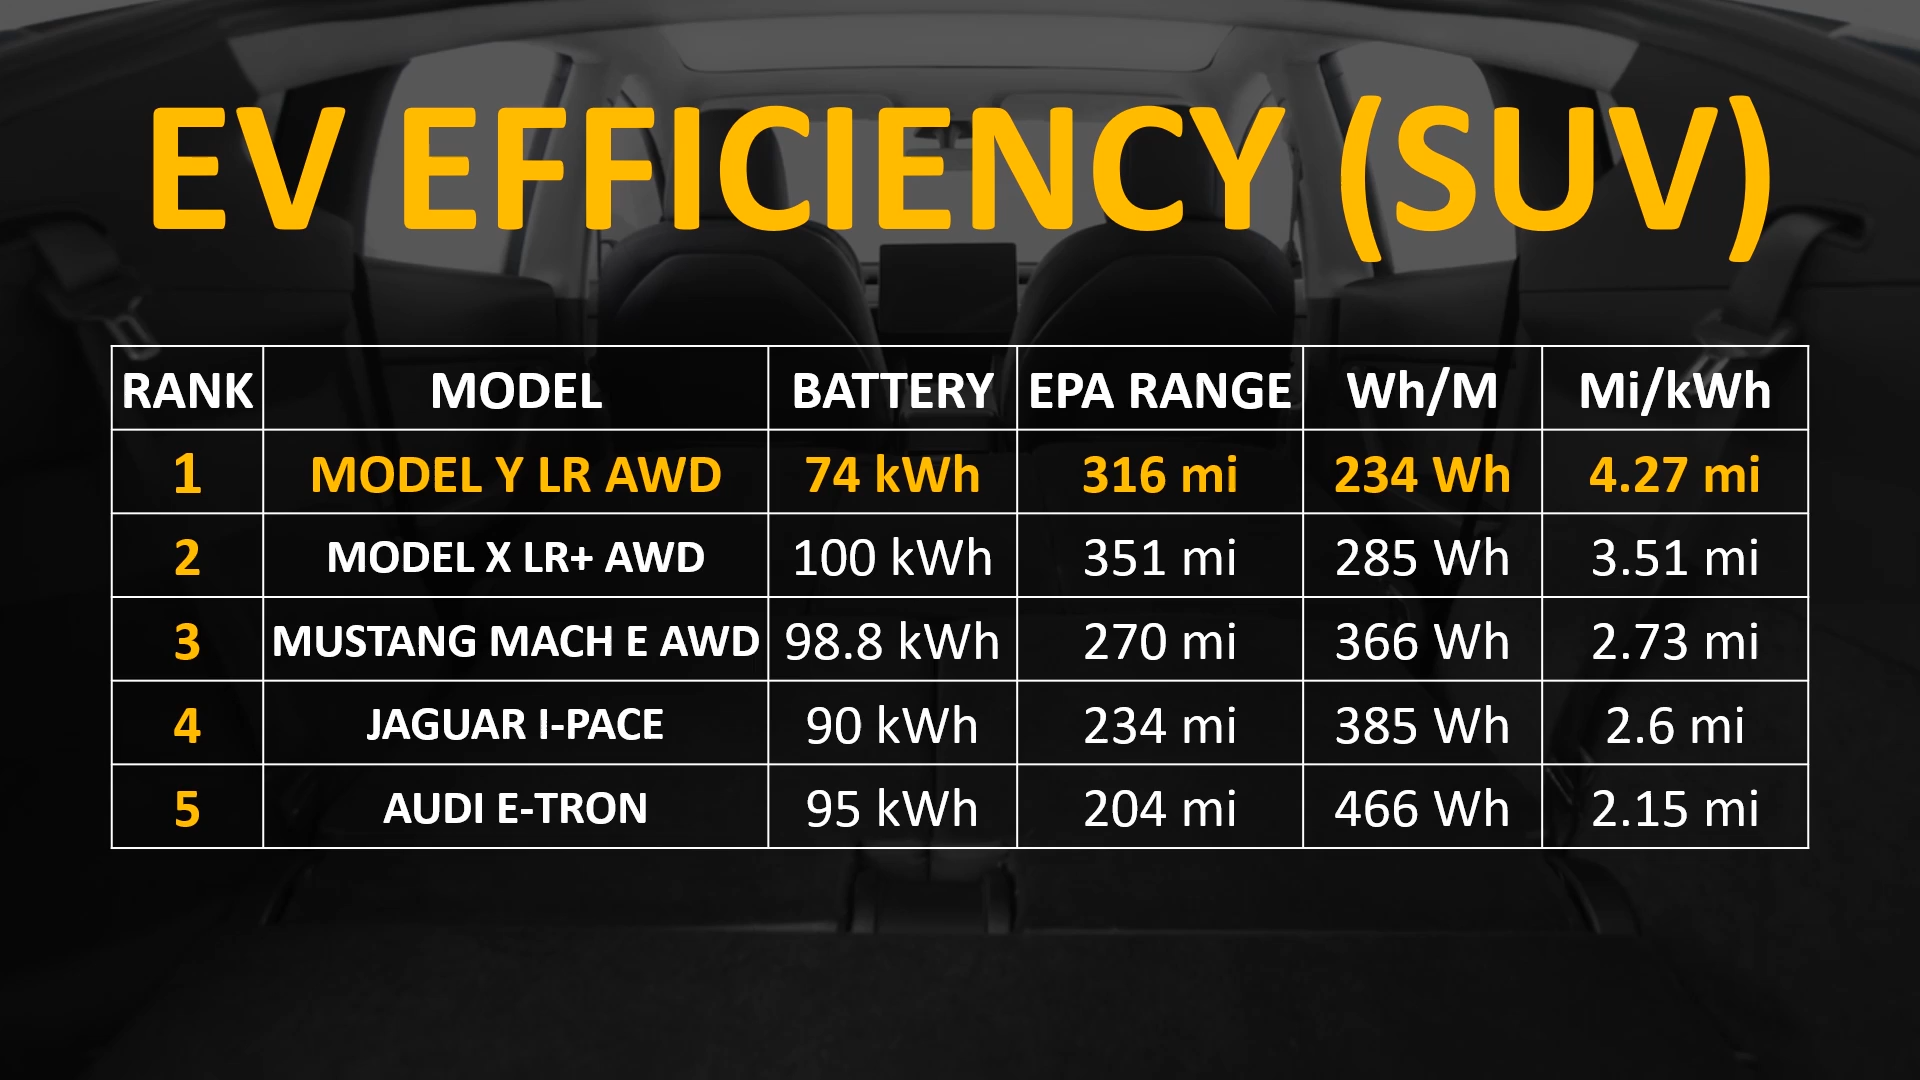 EV EFFICIENCY (SUV)
RANK MODEL BATTERY EPA RANGE Wh/M Mi/kWh
1 MODEL Y LR AWD 74 kWh 316 mi 234 Wh 4.27 mi
2 MODEL X LR+ AWD 100 kWh 351 mi 285 Wh 3.51 mi
3 MUSTANG MACH E AWD 98.8 kWh 270 mi 366 Wh 2.73 mi
4 JAGUAR I-PACE 90 kWh 234 mi 385 Wh 2.6 mi
5 AUDI E-TRON 95 kWh 204 mi 466 Wh 2.15 mi